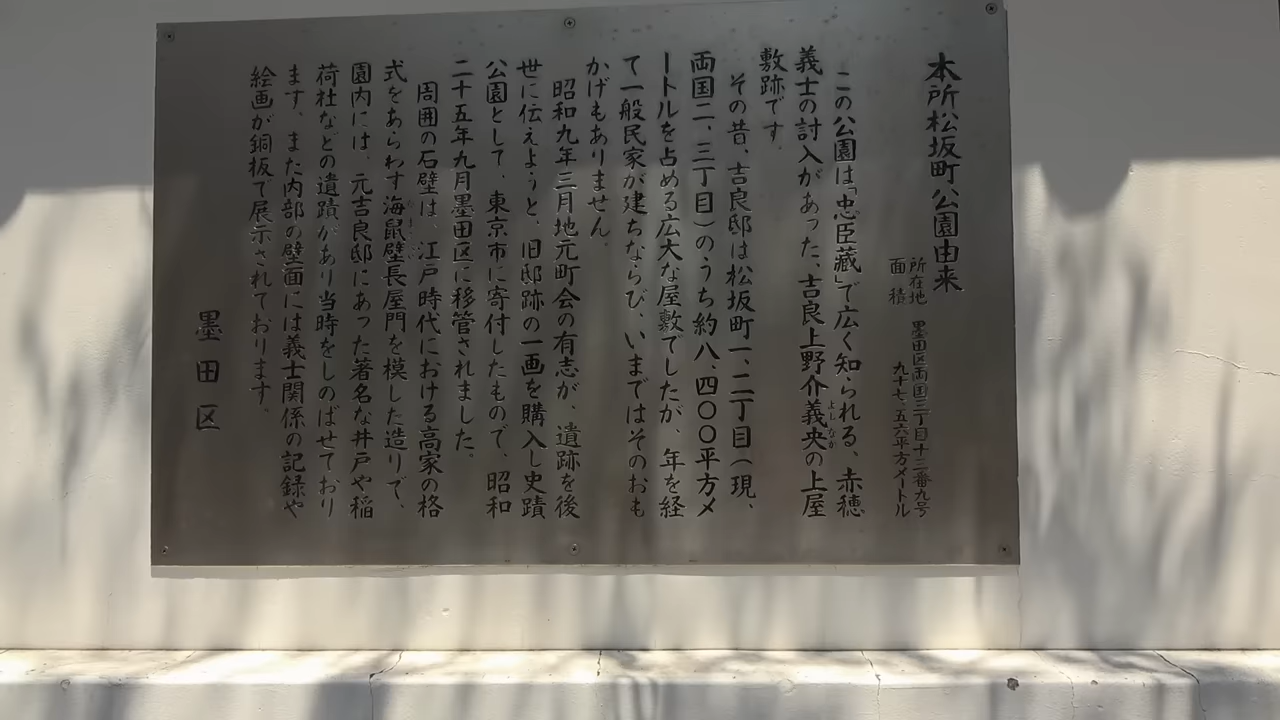 本所松坂町公園由来
所在地 墨田区両国三丁目十三番九号
面積 九十七、五六平方メートル
この公園は「忠臣蔵」で広く知られる、赤穂
義士の討入があった、吉良上野介義央の上屋
よしなか
敷跡です。
その昔、吉良邸は松坂町一、二丁目(現、
両国二、三丁目)のうち約八、四〇〇平方メ
ートルを占める広大な屋敷でしたが、年を経
て一般民家が建ちならび、いまではそのおも
かげもありません。
昭和九年三月地元町会の有志が、遺跡を後
世に伝えようと、旧邸跡の一画を購入し史蹟
公園として、東京市に寄付したもので、昭和
二十五年九月墨田区に移管されました。
周囲の石壁は、江戸時代における高家の格
式をあらわす海鼠壁長屋門を模した造りで、
園内には、元吉良邸にあった著名な井戸や稲
荷社などの遺蹟があり当時をしのばせており
ます。また内部の壁面には義士関係の記録や
絵画が銅板で展示されております。
墨田区